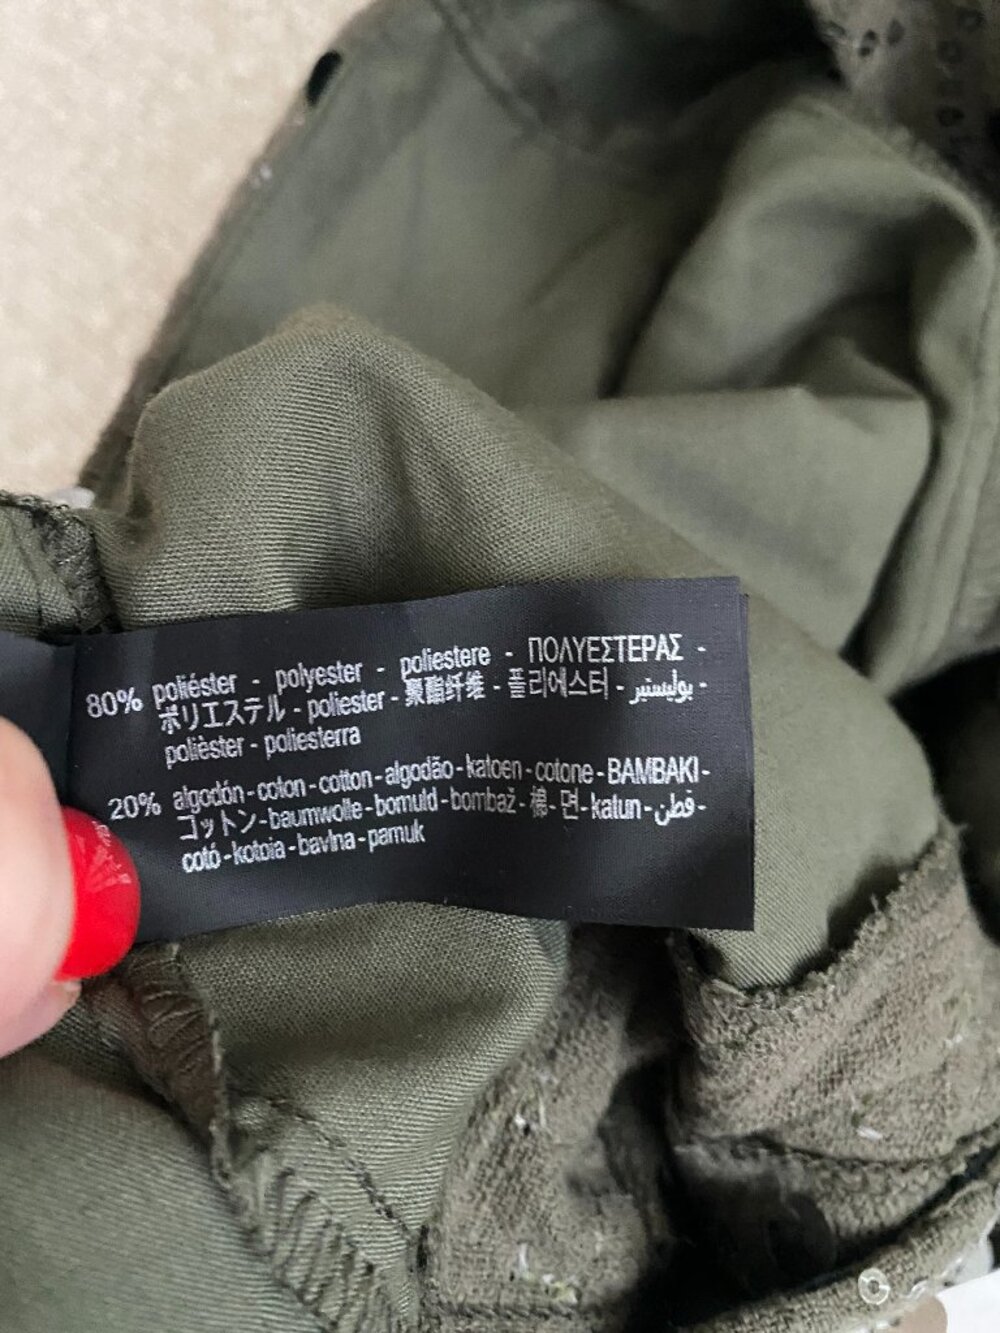 80% poliéster - polyester - poliestere - ΠΟΛΥΕΣΤΕΡΑΣ -
ポリエステル - poliester - 聚酯纤维 - 폴리에스터 - بوليستير -
polièster - poliesterra
20% algodón - coton - cotton - algodão - katoen - cotone - BAMBAKI -
コットン - baumwolle - bomuld - bombaž - 棉 - 면 - katun - قطن -
cotó - kotoia - bavlna - pamuk